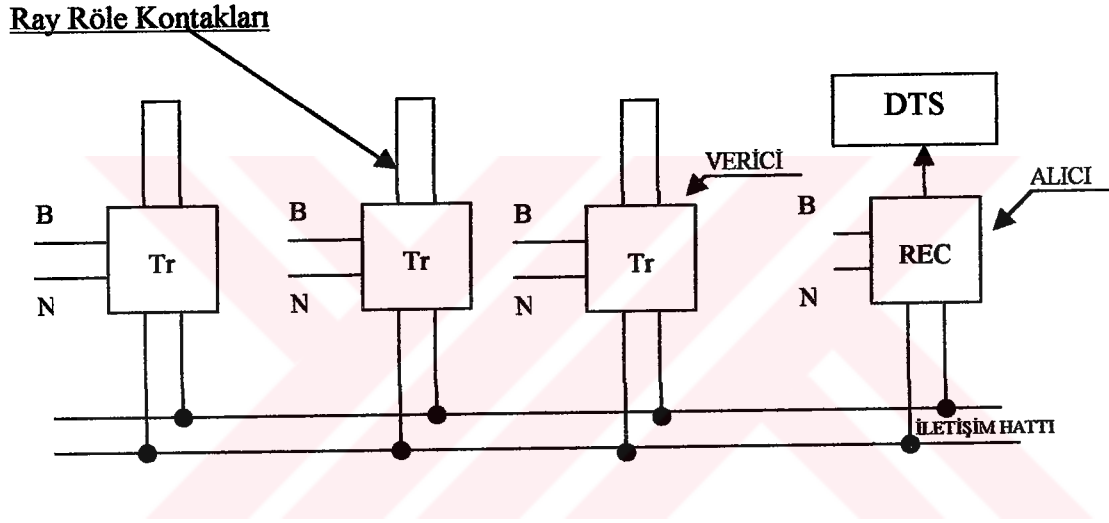 Ray Röle Kontakları
DTS
VERİCİ
ALICI
B
B
B
B
Tr
Tr
Tr
REC
N
N
N
N
İLETİŞİM HATTI